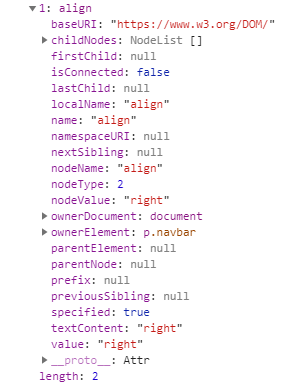 ▼ 1: align
baseURI: "https://www.w3.org/DOM/"
▶ childNodes: NodeList []
firstChild: null
isConnected: false
lastChild: null
localName: "align"
name: "align"
namespaceURI: null
nextSibling: null
nodeName: "align"
nodeType: 2
nodeValue: "right"
▶ ownerDocument: document
▶ ownerElement: p.navbar
parentElement: null
parentNode: null
prefix: null
previousSibling: null
specified: true
textContent: "right"
value: "right"
▶ __proto__: Attr
length: 2